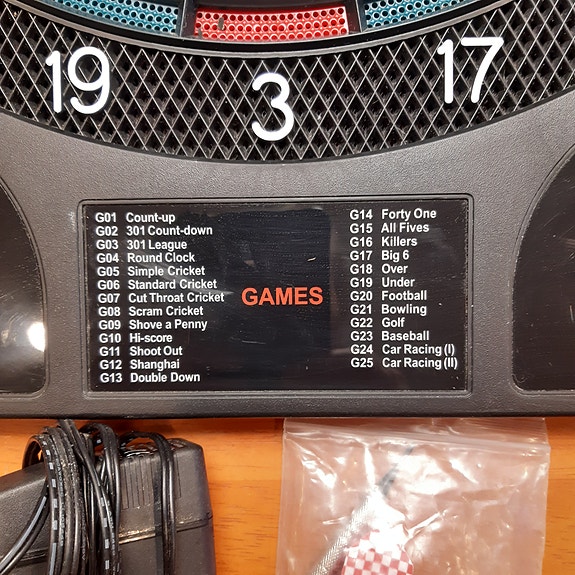 19
3
17
G01 Count-up
G02 301 Count-down
G03 301 League
G04 Round Clock
G05 Simple Cricket
G06 Standard Cricket
G07 Cut Throat Cricket
G08 Scram Cricket
G09 Shove a Penny
G10 Hi-score
G11 Shoot Out
G12 Shanghai
G13 Double Down
GAMES
G14 Forty One
G15 All Fives
G16 Killers
G17 Big 6
G18 Over
G19 Under
G20 Football
G21 Bowling
G22 Golf
G23 Baseball
G24 Car Racing (I)
G25 Car Racing (II)